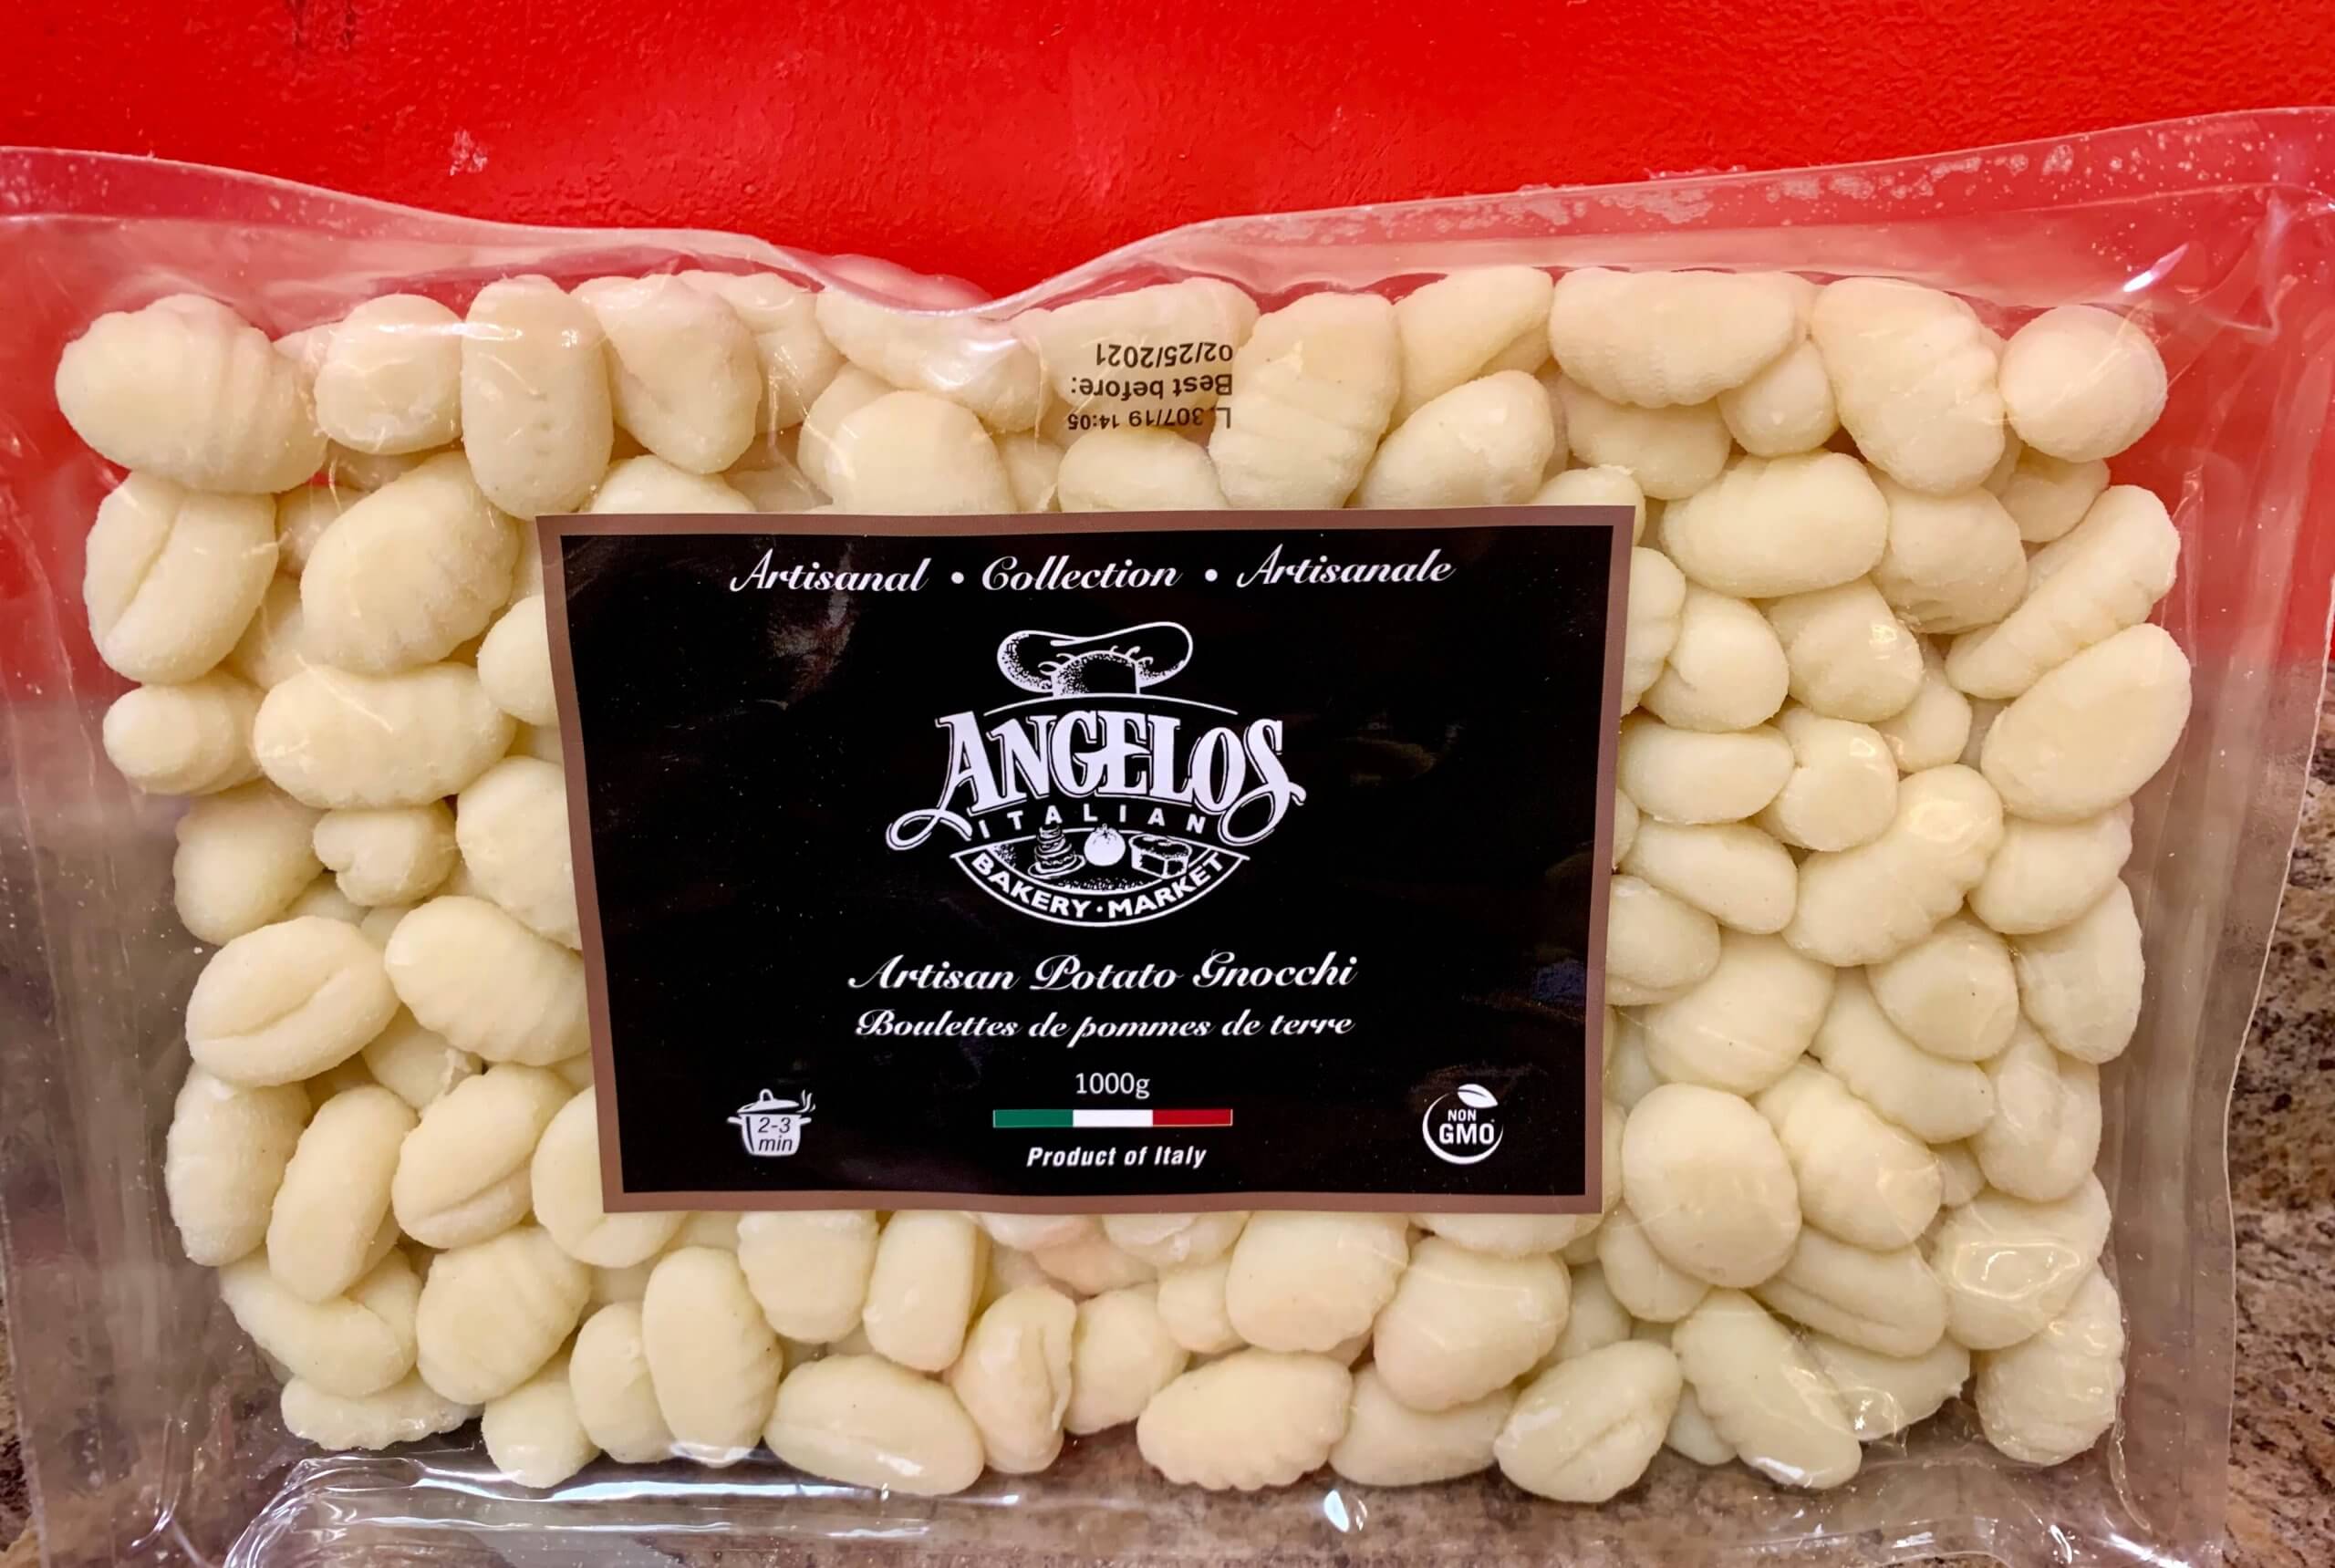 L 307/19 14:05
Best before:
02/25/2021
Artisanal • Collection • Artisanale
ANGELOS
ITALIAN
BAKERY · MARKET
Artisan Potato Gnocchi
Boulettes de pommes de terre
1000g
2-3
min
Product of Italy
NON
GMO